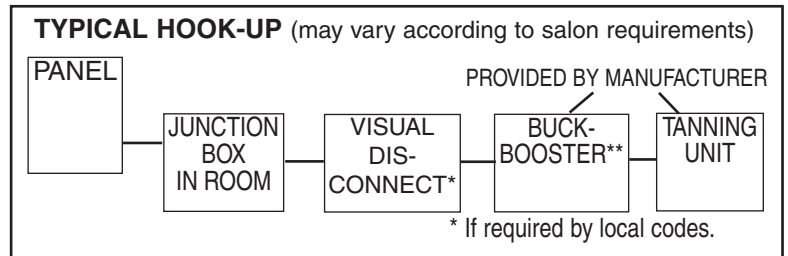 TYPICAL HOOK-UP (may vary according to salon requirements)
PANEL
PROVIDED BY MANUFACTURER
JUNCTION
BOX
IN ROOM
VISUAL
DIS-
CONNECT*
BUCK-
BOOSTER**
TANNING
UNIT
* If required by local codes.